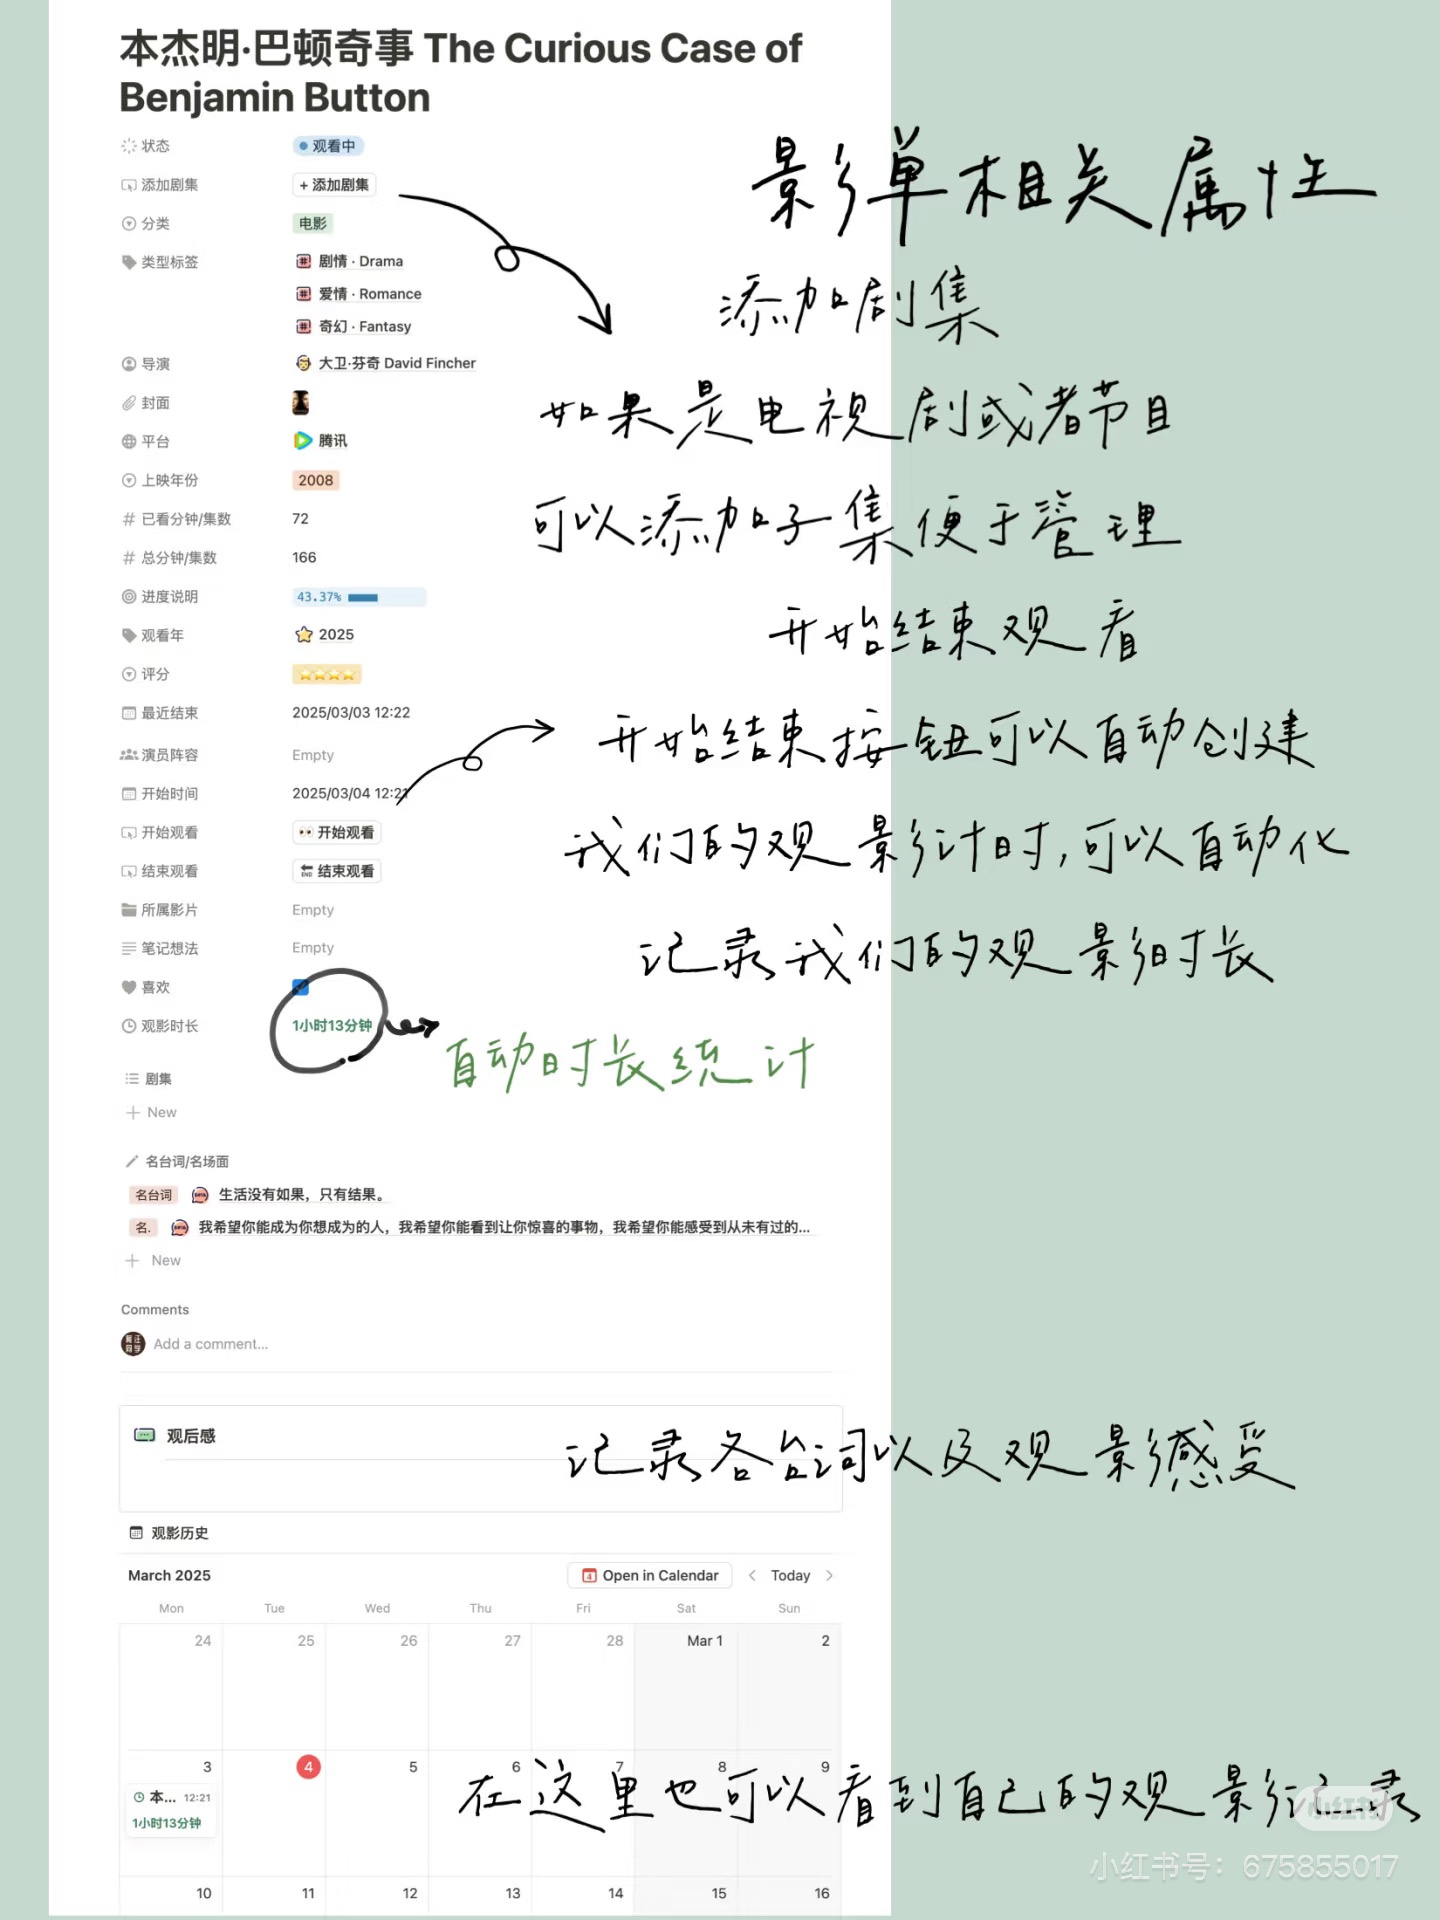 本杰明·巴顿奇事 The Curious Case of
Benjamin Button
状态 观看中
添加剧集 + 添加剧集
分类 电影
类型标签 剧情 · Drama
爱情 · Romance
奇幻 · Fantasy
导演 大卫·芬奇 David Fincher
封面
平台 腾讯
上映年份 2008
# 已看分钟/集数 72
# 总分钟/集数 166
进度说明 43.37%
观看年 2025
评分
最近结束 2025/03/03 12:22
演员阵容 Empty
开始时间 2025/03/04 12:21
开始观看 开始观看
结束观看 END 结束观看
所属影片 Empty
笔记想法 Empty
喜欢
观影时长 1小时13分钟
影单相关属性
添加剧集
如果是电视剧或者节目
可以添加子集便于管理
开始结束观看
开始结束按钮可以自动创建
我们的观影计时,可以自动化
记录我们的观影时长
自动时长统计
剧集
+ New
名台词/名场面
名台词 生活没有如果，只有结果。
名. 我希望你能成为你想成为的人，我希望你能看到让你惊喜的事物，我希望你能感受到从未有过的...
+ New
Comments
Add a comment...
观后感
记录各台词以及观影感受
观影历史
March 2025 Open in Calendar < Today >
Mon Tue Wed Thu Fri Sat Sun
24 25 26 27 28 Mar 1 2
3 4 5 6 7 8 9
本... 12:21
1小时13分钟
在这里也可以看到自己的观影记录
10 11 12 13 14 15 16
小红书
小红书号：675855017